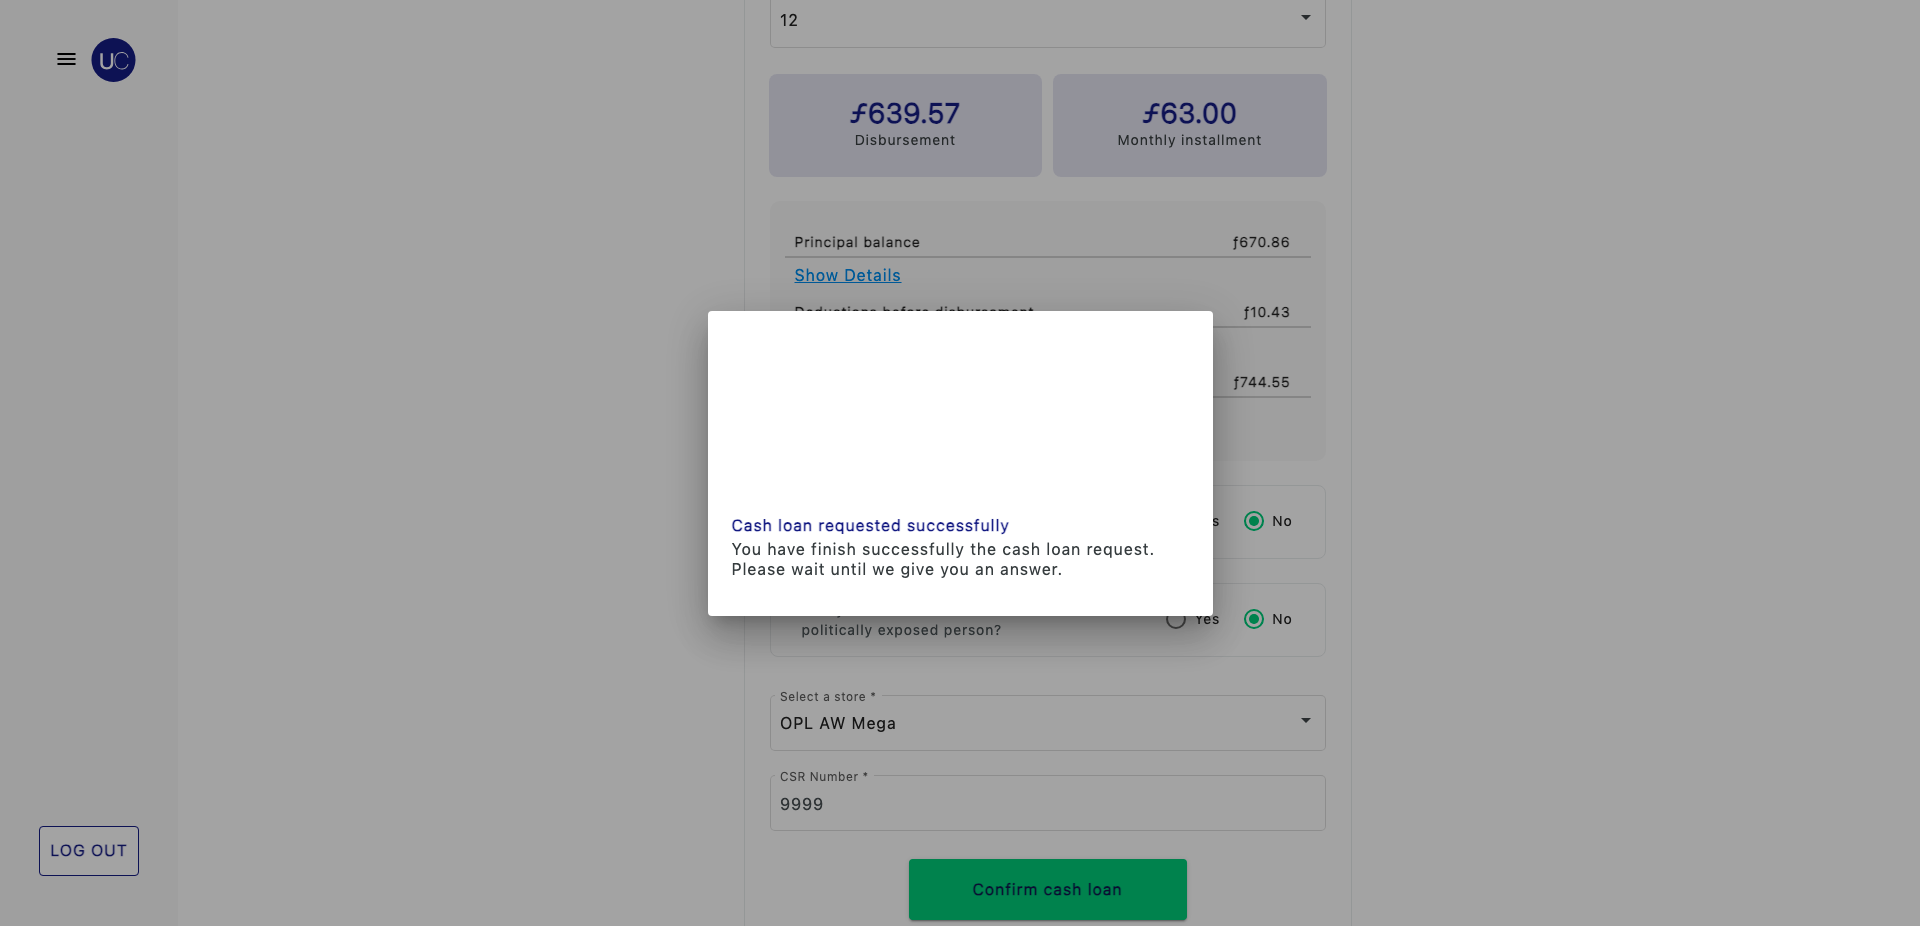 12
UC
ƒ639.57
Disbursement
ƒ63.00
Monthly installment
Principal balance ƒ670.86
Show Details
Deductions before disbursement ƒ10.43
ƒ744.55
No
Cash loan requested successfully
You have finish successfully the cash loan request.
Please wait until we give you an answer.
Yes No
politically exposed person?
Select a store *
OPL AW Mega
CSR Number *
9999
LOG OUT
Confirm cash loan